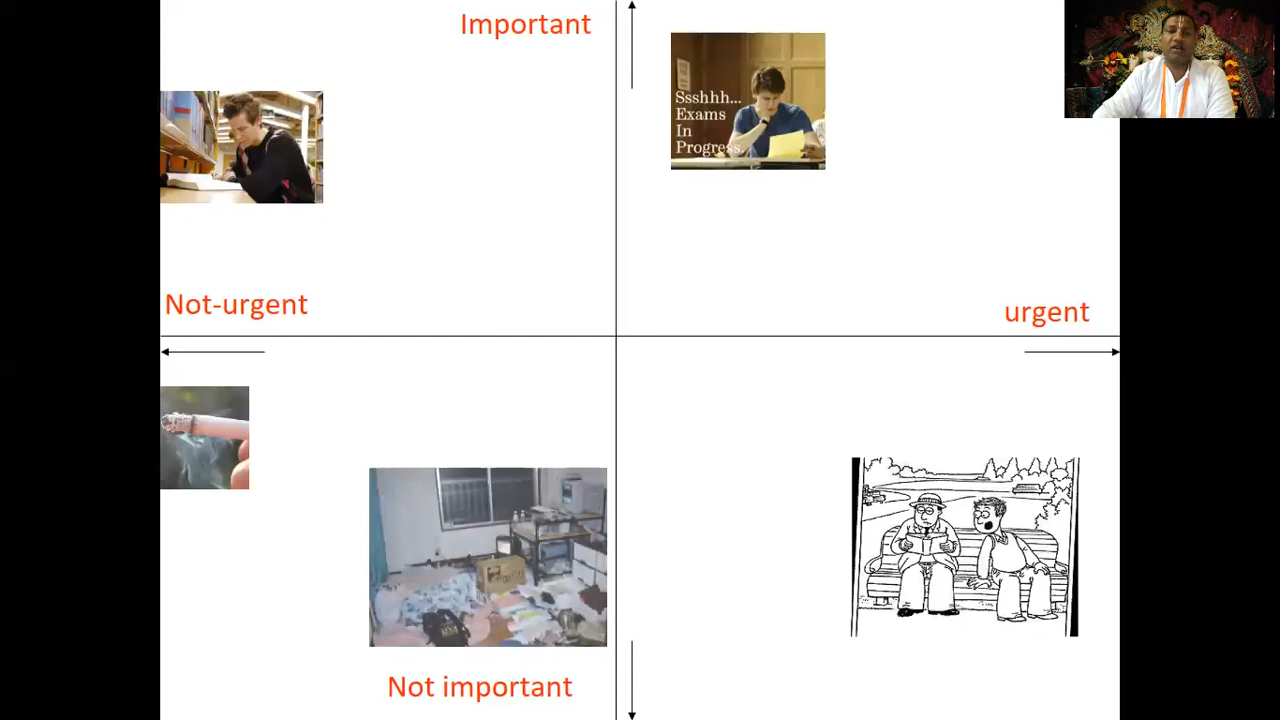 Important
Ssshhh...
Exams
In
Progress.
Not-urgent
urgent
Not important